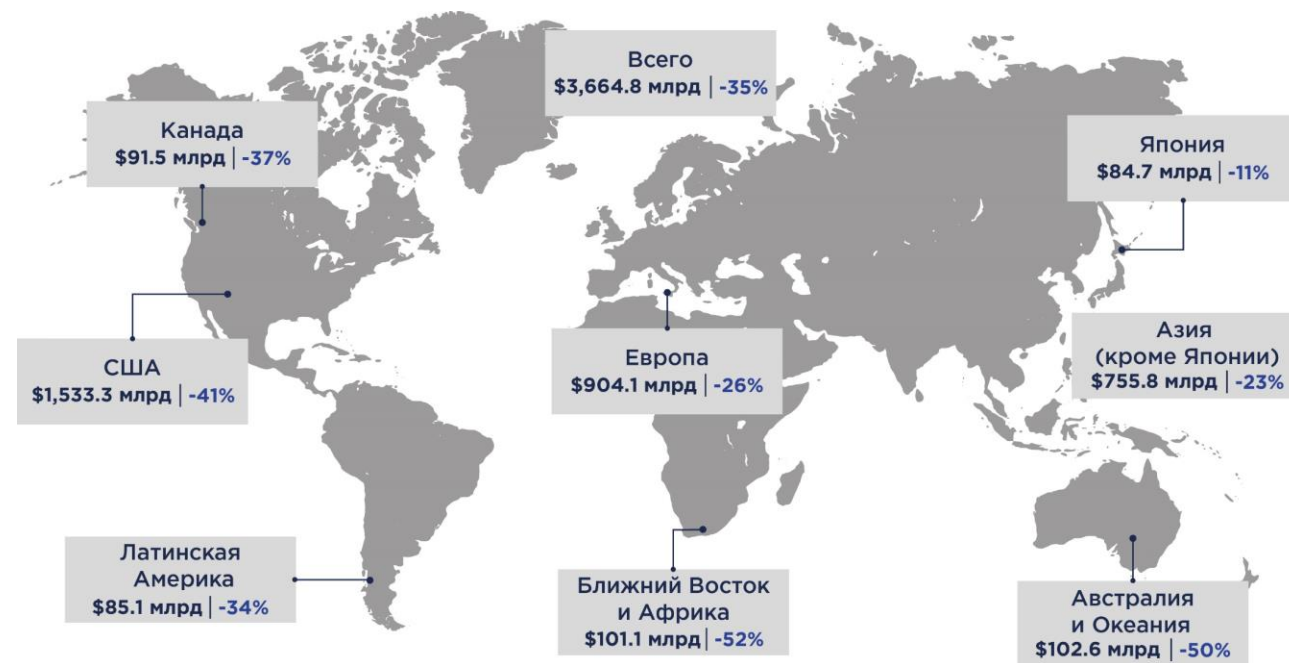 Всего
$3,664.8 млрд | -35%
Канада
$91.5 млрд | -37%
Япония
$84.7 млрд | -11%
США
$1,533.3 млрд | -41%
Европа
$904.1 млрд | -26%
Азия
(кроме Японии)
$755.8 млрд | -23%
Латинская
Америка
$85.1 млрд | -34%
Ближний Восток
и Африка
$101.1 млрд | -52%
Австралия
и Океания
$102.6 млрд | -50%